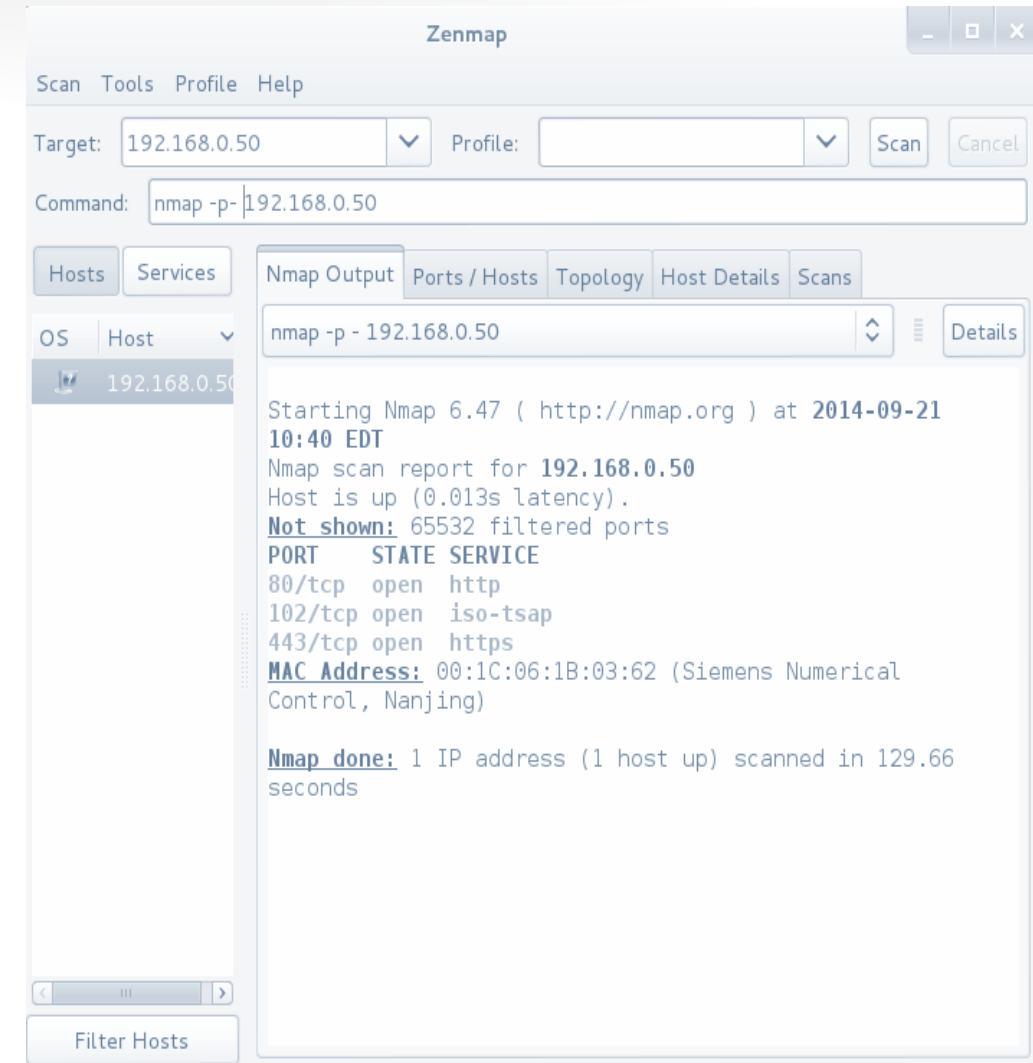 Zenmap
Scan Tools Profile Help
Target: 192.168.0.50 Profile: Scan Cancel
Command: nmap -p- 192.168.0.50
Hosts Services
Nmap Output Ports / Hosts Topology Host Details Scans
OS Host
nmap -p - 192.168.0.50 Details
192.168.0.50
Starting Nmap 6.47 ( http://nmap.org ) at 2014-09-21
10:40 EDT
Nmap scan report for 192.168.0.50
Host is up (0.013s latency).
Not shown: 65532 filtered ports
PORT STATE SERVICE
80/tcp open http
102/tcp open iso-tsap
443/tcp open https
MAC Address: 00:1C:06:1B:03:62 (Siemens Numerical
Control, Nanjing)
Nmap done: 1 IP address (1 host up) scanned in 129.66
seconds
Filter Hosts